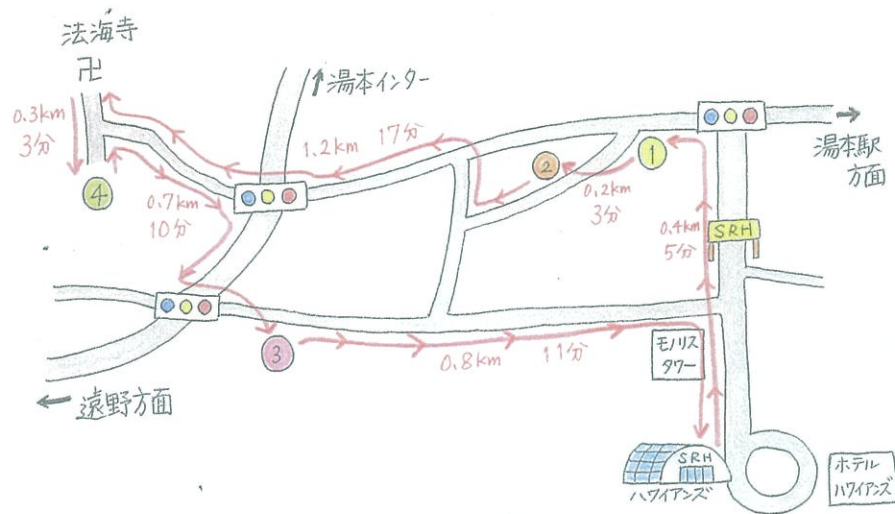 法海寺
卍
湯本インター
湯本駅
方面
0.3km
3分
1.2km 17分
①
②
0.2km
3分
④
0.7km
10分
0.4km
5分
SRH
③
0.8km 11分
モノリス
タワー
遠野方面
SRH
ハワイアンズ
ホテル
ハワイアンズ